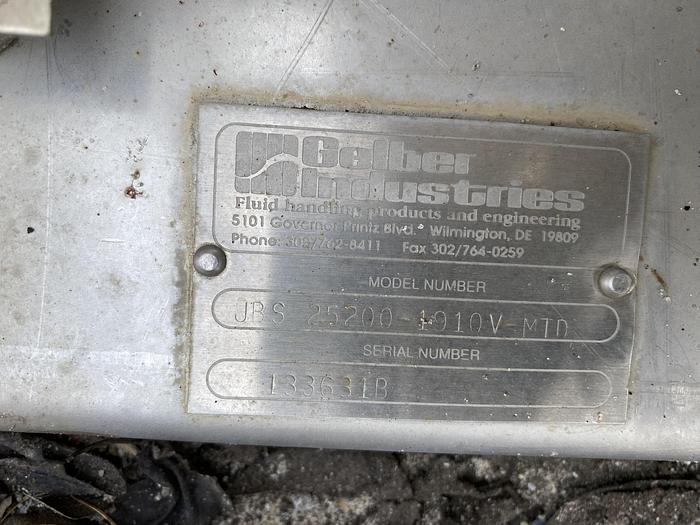 Gelber
Industries
Fluid handling products and engineering
5101 Governor Printz Blvd. Wilmington, DE 19809
Phone: 302/762-8411 Fax 302/764-0259
MODEL NUMBER
JBS 25200-1910V-MTD
SERIAL NUMBER
133631B